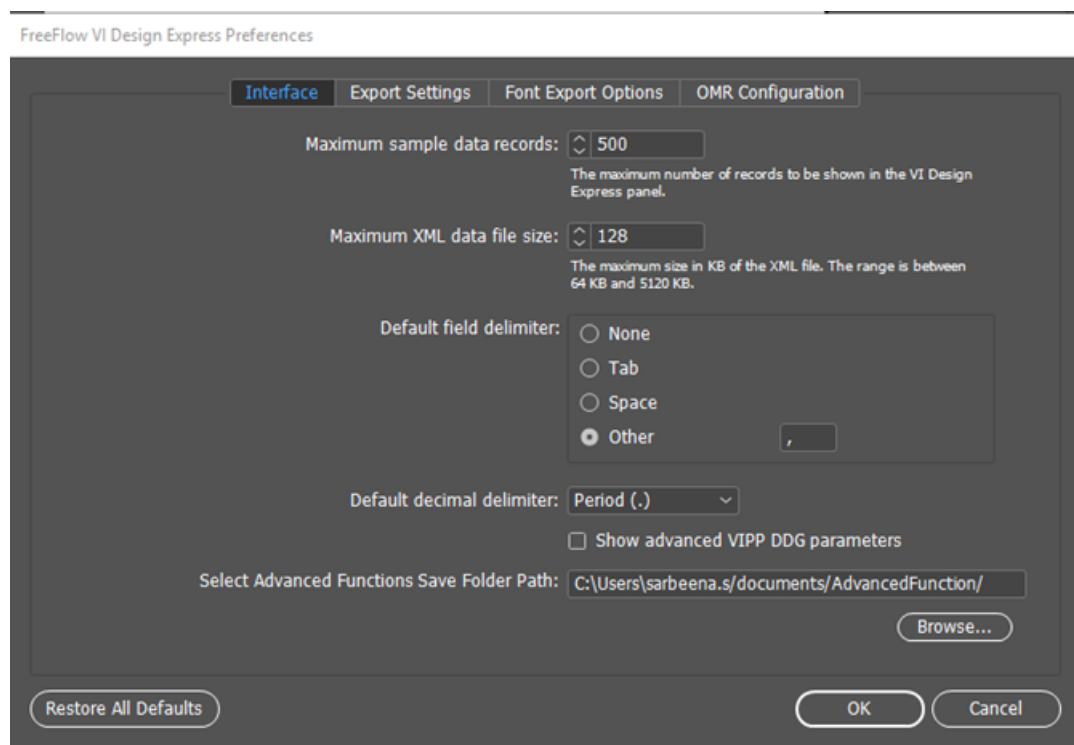 FreeFlow VI Design Express Preferences
Interface Export Settings Font Export Options OMR Configuration
Maximum sample data records: 500
The maximum number of records to be shown in the VI Design
Express panel.
Maximum XML data file size: 128
The maximum size in KB of the XML file. The range is between
64 KB and 5120 KB.
Default field delimiter:
None
Tab
Space
Other ,
Default decimal delimiter: Period (.)
Show advanced VIPP DDG parameters
Select Advanced Functions Save Folder Path: C:\Users\sarbeena.s/documents/AdvancedFunction/
Browse...
Restore All Defaults OK Cancel